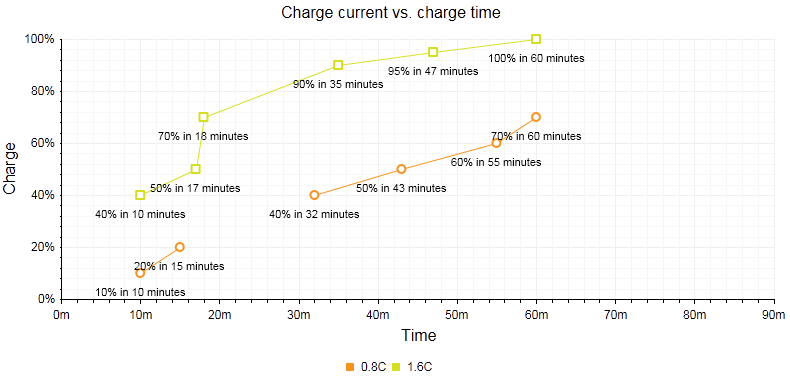 Charge current vs. charge time
100%
80%
60%
40%
20%
0%
Charge
100% in 60 minutes
95% in 47 minutes
90% in 35 minutes
70% in 18 minutes
70% in 60 minutes
60% in 55 minutes
50% in 17 minutes
50% in 43 minutes
40% in 10 minutes
40% in 32 minutes
20% in 15 minutes
10% in 10 minutes
0m 10m 20m 30m 40m 50m 60m 70m 80m 90m
Time
0.8C 1.6C